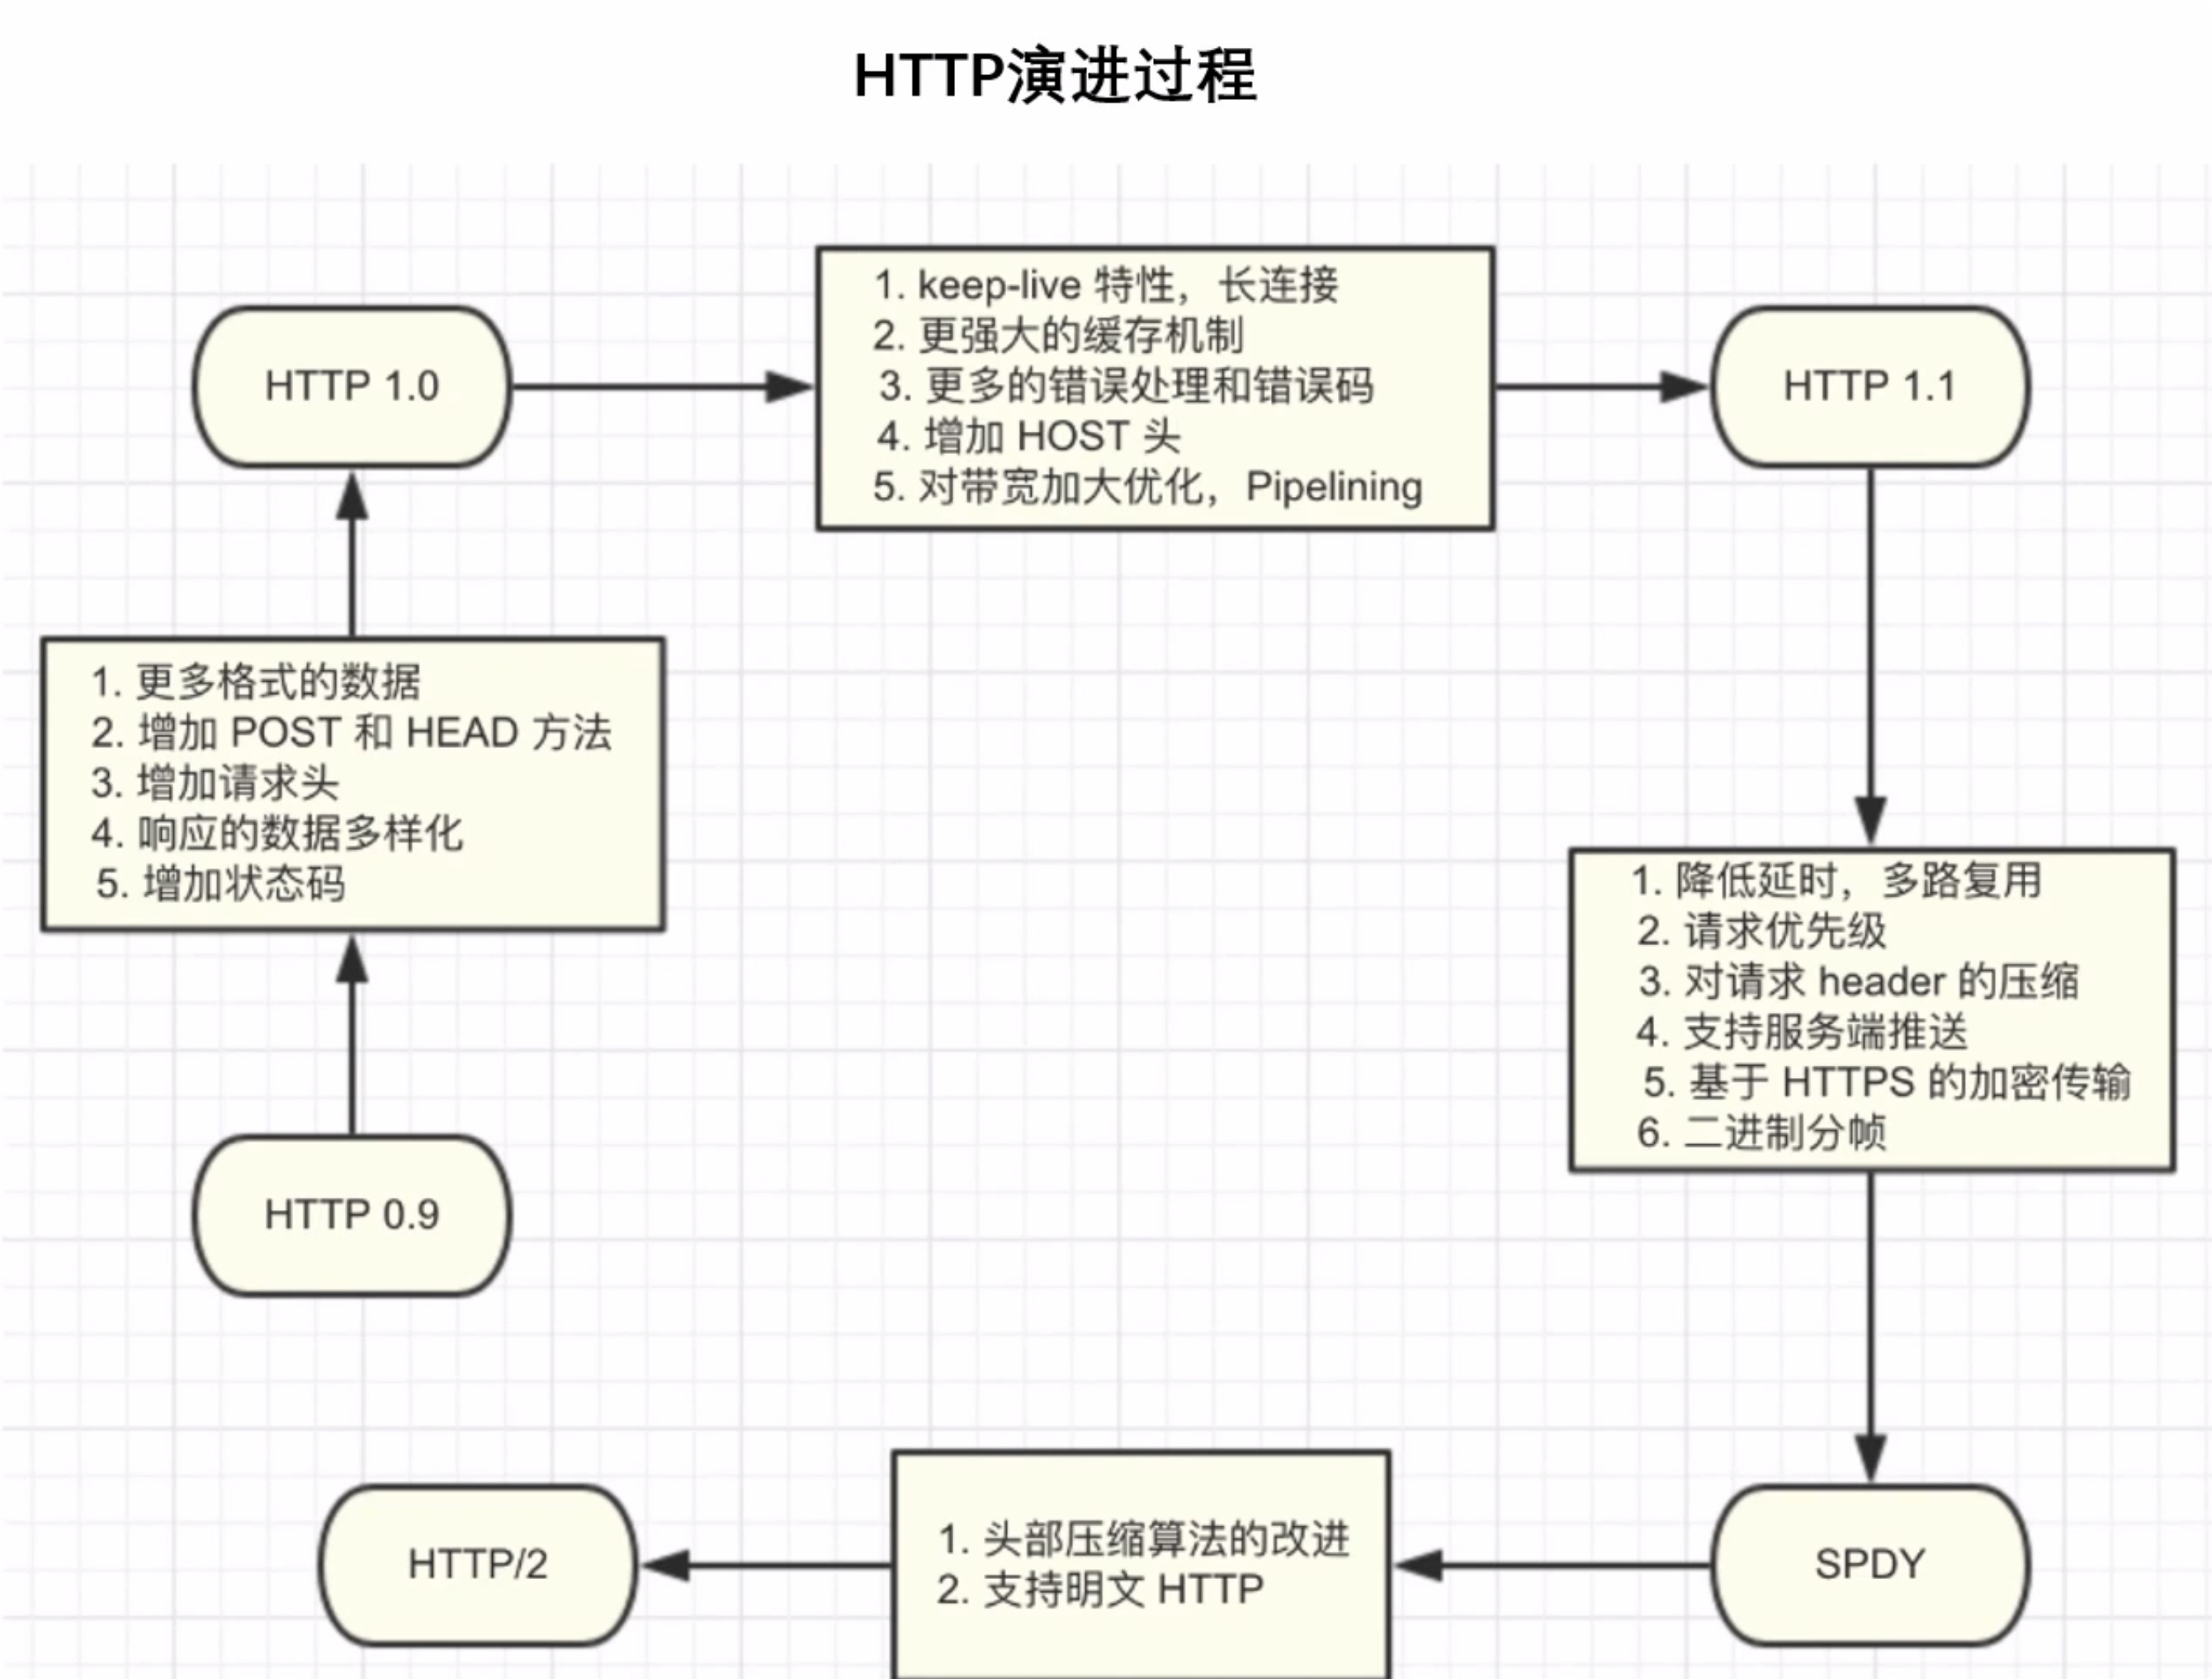 HTTP演进过程
HTTP 1.0
1. keep-live 特性，长连接
2. 更强大的缓存机制
3. 更多的错误处理和错误码
4. 增加 HOST 头
5. 对带宽加大优化，Pipelining
HTTP 1.1
1. 更多格式的数据
2. 增加 POST 和 HEAD 方法
3. 增加请求头
4. 响应的数据多样化
5. 增加状态码
1. 降低延时，多路复用
2. 请求优先级
3. 对请求 header 的压缩
4. 支持服务端推送
5. 基于 HTTPS 的加密传输
6. 二进制分帧
HTTP 0.9
HTTP/2
1. 头部压缩算法的改进
2. 支持明文 HTTP
SPDY